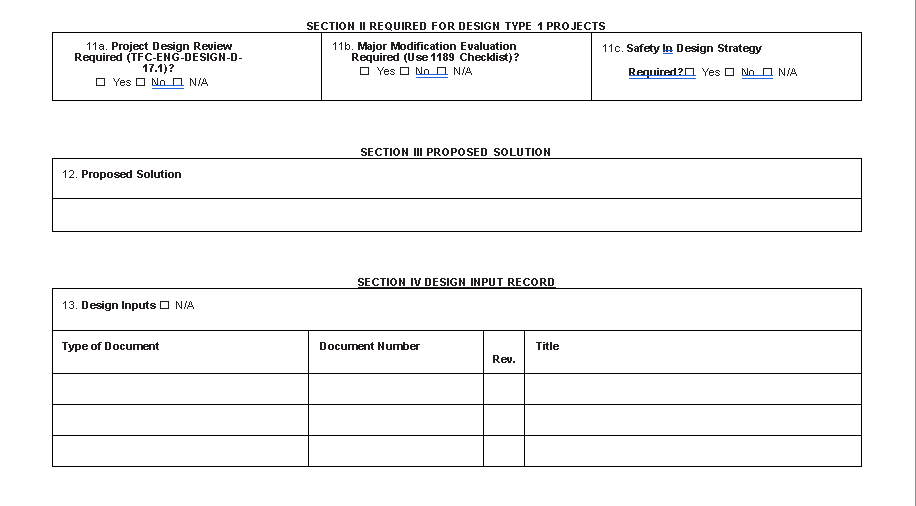 SECTION II REQUIRED FOR DESIGN TYPE 1 PROJECTS
11a. Project Design Review
Required (TFC-ENG-DESIGN-D-
17.1)?
☐ Yes ☐ No ☐ N/A
11b. Major Modification Evaluation
Required (Use 1189 Checklist)?
☐ Yes ☐ No ☐ N/A
11c. Safety In Design Strategy
Required? ☐ Yes ☐ No ☐ N/A
SECTION III PROPOSED SOLUTION
12. Proposed Solution
SECTION IV DESIGN INPUT RECORD
13. Design Inputs ☐ N/A
Type of Document
Document Number
Rev.
Title